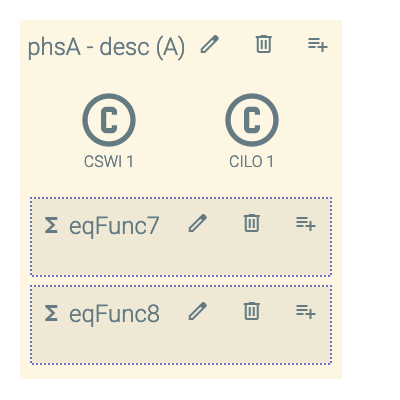 phsA - desc (A)
C C
CSWI 1 CILO 1
Σ eqFunc7
Σ eqFunc8